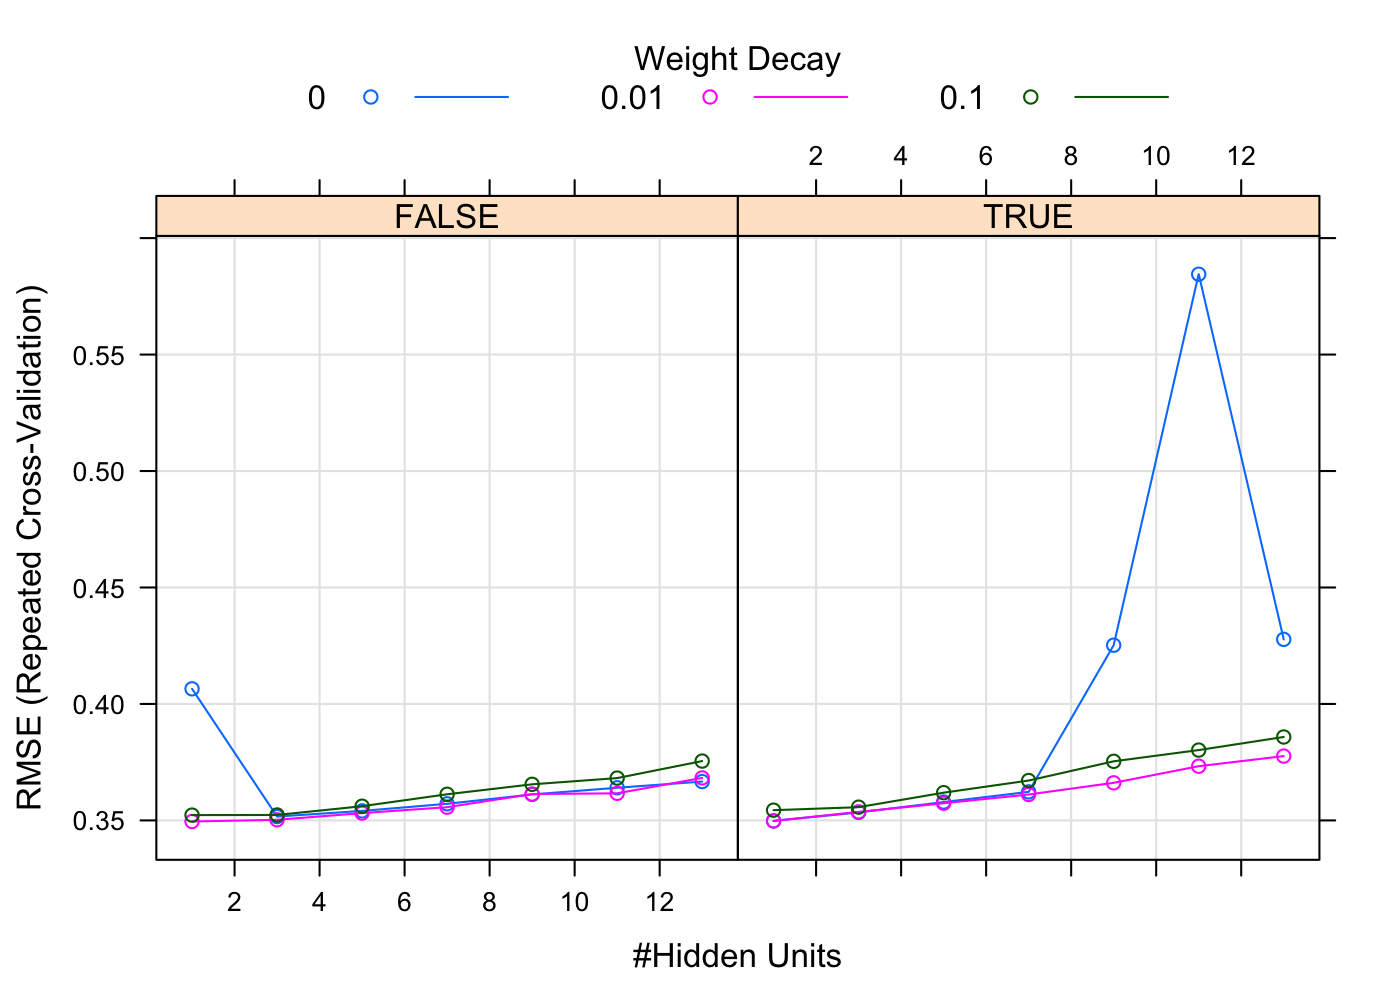 Weight Decay
0 0.01 0.1
2 4 6 8 10 12
FALSE TRUE
RMSE (Repeated Cross-Validation)
0.55
0.50
0.45
0.40
0.35
2 4 6 8 10 12
#Hidden Units